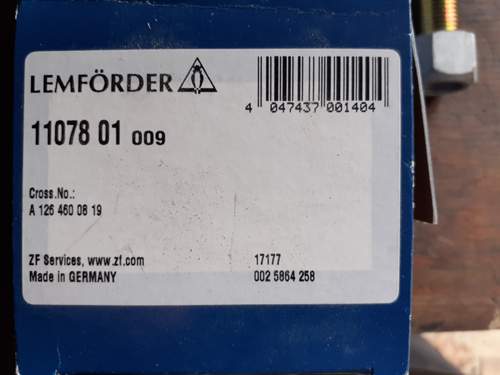 LEMFÖRDER
4 047437 001404
11078 01 009
Cross.No.:
A 126 460 08 19
ZF Services, www.zf.com
17177
Made in GERMANY
002 5864 258